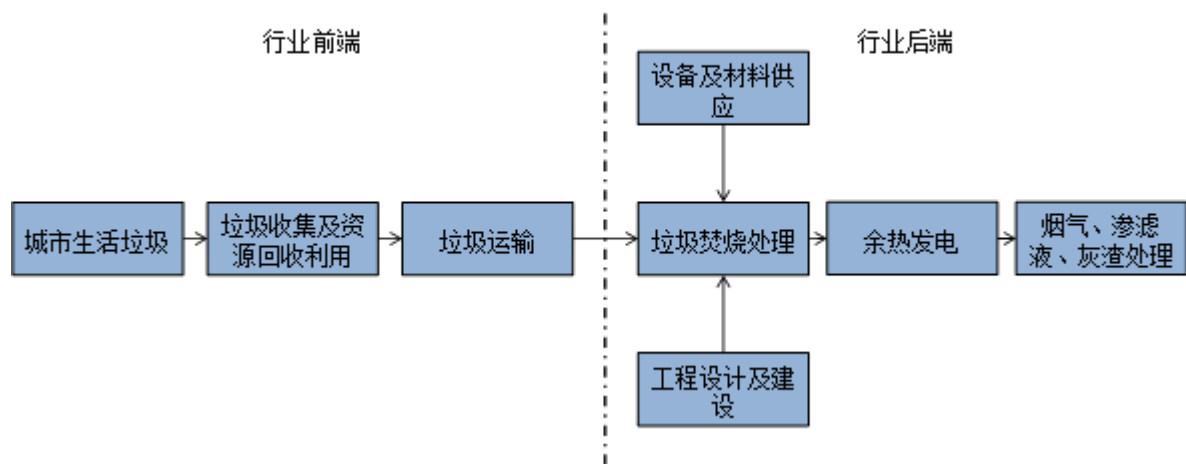 行业前端
行业后端
设备及材料供
应
城市生活垃圾
垃圾收集及资
源回收利用
垃圾运输
垃圾焚烧处理
余热发电
烟气、渗滤
液、灰渣处理
工程设计及建
设